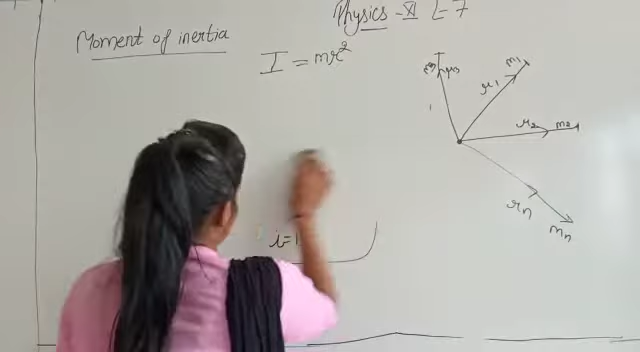 Physics - XI L-7
Moment of inertia
I = mr²
m1
r1
r2 m2
rn
mn
i=1